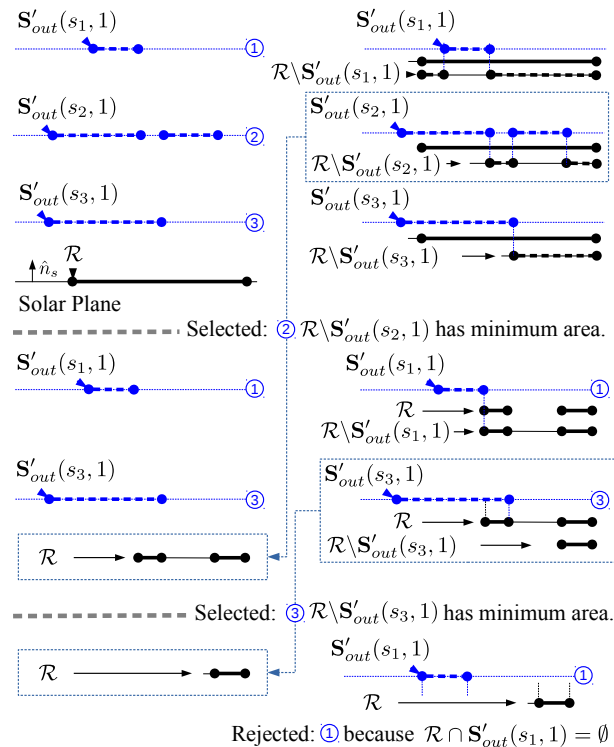 S′out(s1, 1)
①
S′out(s2, 1)
②
S′out(s3, 1)
③
R
n̂s
Solar Plane
S′out(s1, 1)
R\S′out(s1, 1)
S′out(s2, 1)
R\S′out(s2, 1)
S′out(s3, 1)
R\S′out(s3, 1)
Selected: ② R\S′out(s2, 1) has minimum area.
S′out(s1, 1)
①
S′out(s3, 1)
③
R
S′out(s1, 1)
①
R
R\S′out(s1, 1)
S′out(s3, 1)
③
R
R\S′out(s3, 1)
Selected: ③ R\S′out(s3, 1) has minimum area.
R
S′out(s1, 1)
①
R
Rejected: ① because R ∩ S′out(s1, 1) = ∅